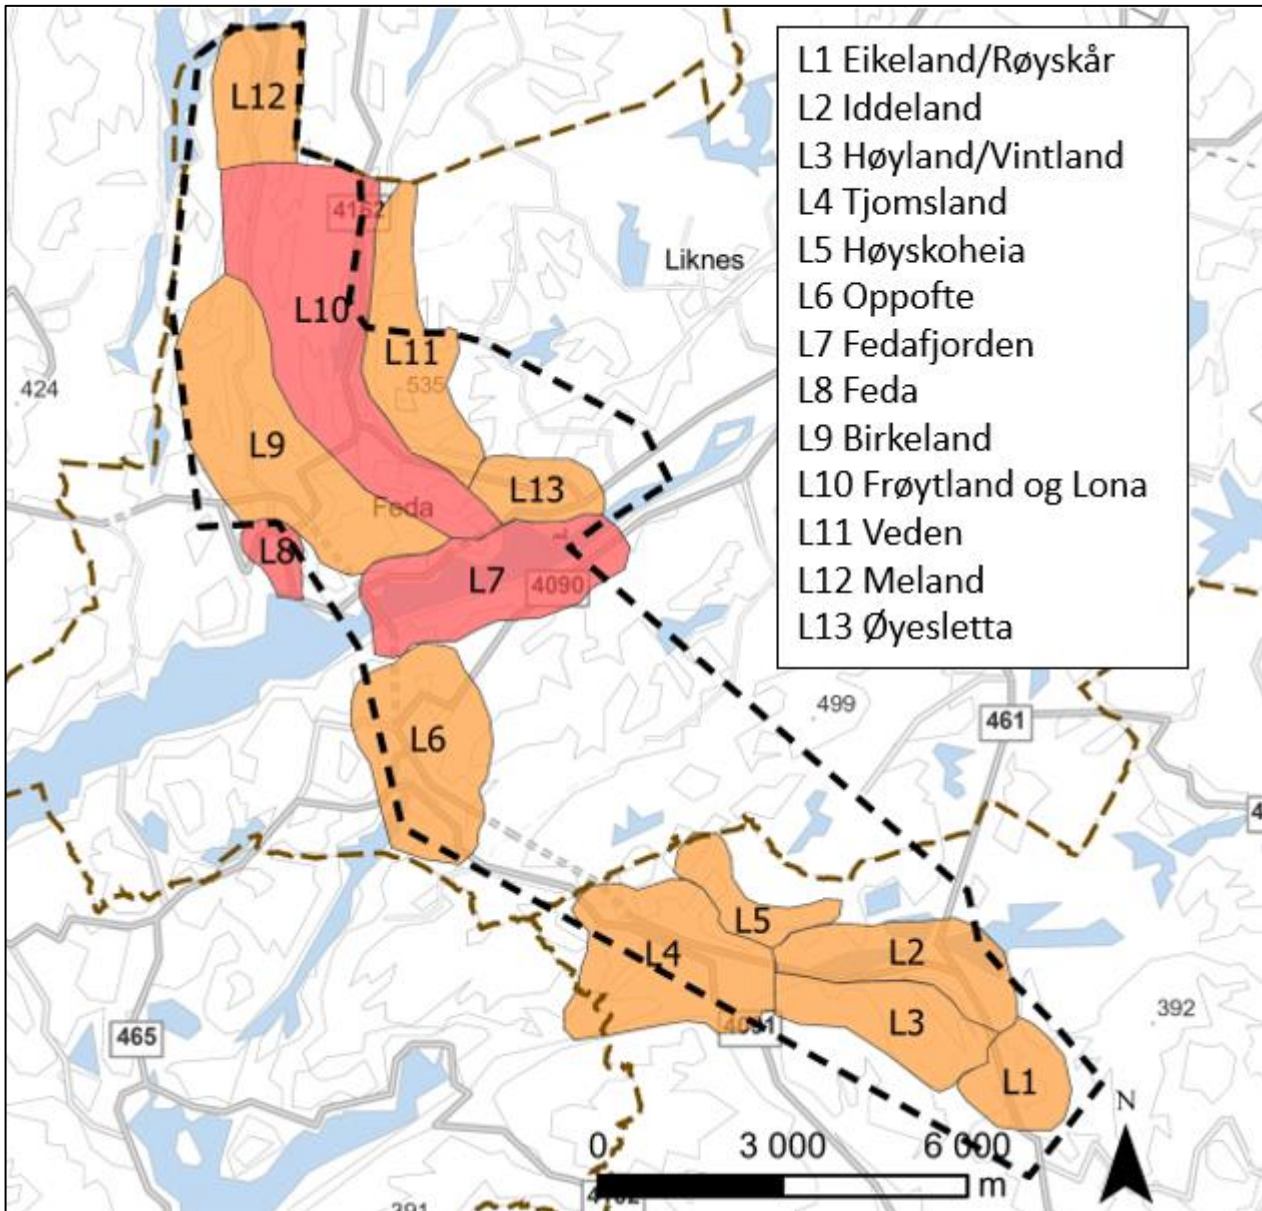 L1 Eikeland/Røyskår
L2 Iddeland
L3 Høyland/Vintland
L4 Tjomsland
L5 Høyskoheia
L6 Oppofte
L7 Fedafjorden
L8 Feda
L9 Birkeland
L10 Frøytland og Lona
L11 Veden
L12 Meland
L13 Øyesletta
L12
4162
Liknes
L10
L11
424
535
L9
L13
Feda
L8
L7
4090
499
461
L6
L5
L4
L2
392
4091
L3
465
L1
N
0 3 000 6 000
m